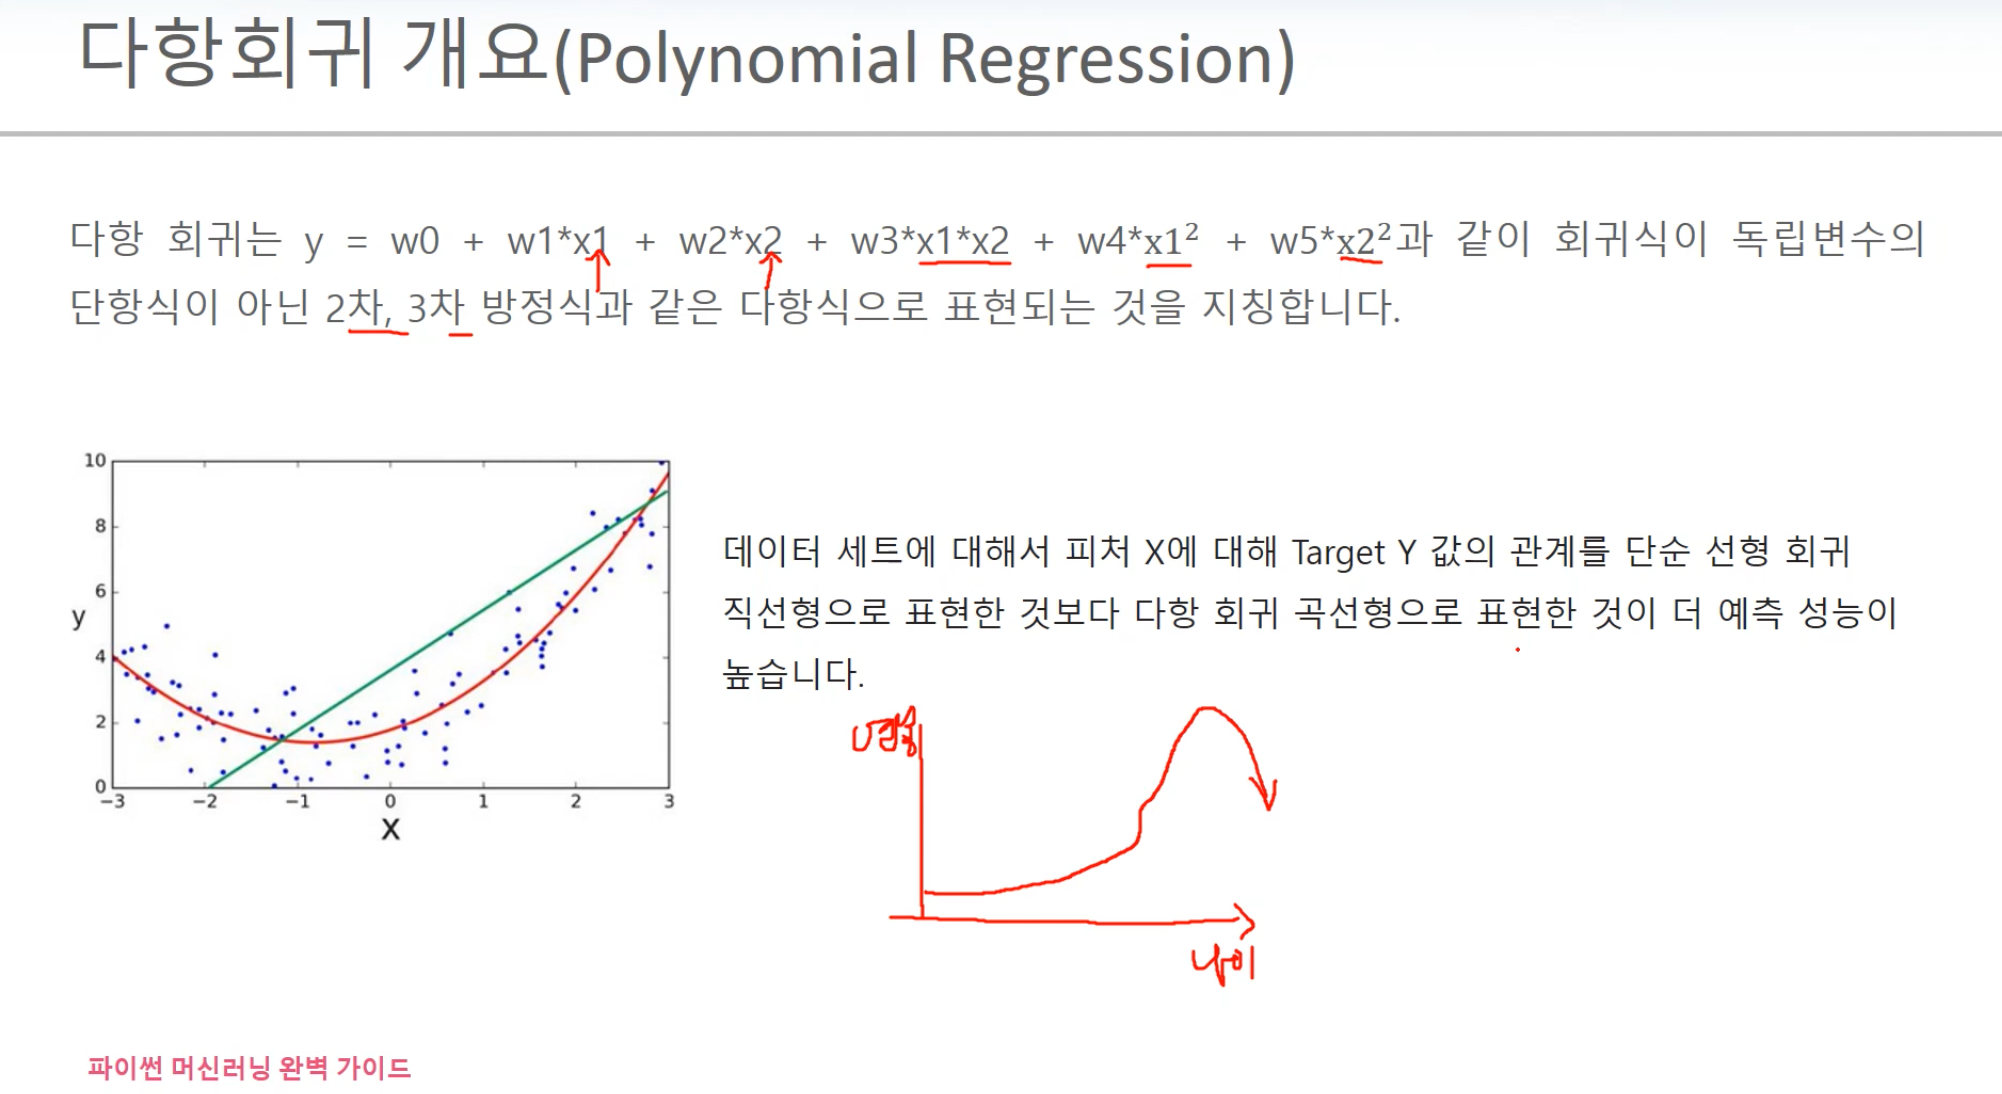 다항회귀 개요(Polynomial Regression)
다항 회귀는 y = w0 + w1*x1 + w2*x2 + w3*x1*x2 + w4*x1² + w5*x2²과 같이 회귀식이 독립변수의
단항식이 아닌 2차, 3차 방정식과 같은 다항식으로 표현되는 것을 지칭합니다.
10
8
6
y
4
2
0
−3 −2 −1 0 1 2 3
X
데이터 세트에 대해서 피처 X에 대해 Target Y 값의 관계를 단순 선형 회귀
직선형으로 표현한 것보다 다항 회귀 곡선형으로 표현한 것이 더 예측 성능이
높습니다.
나이
파이썬 머신러닝 완벽 가이드